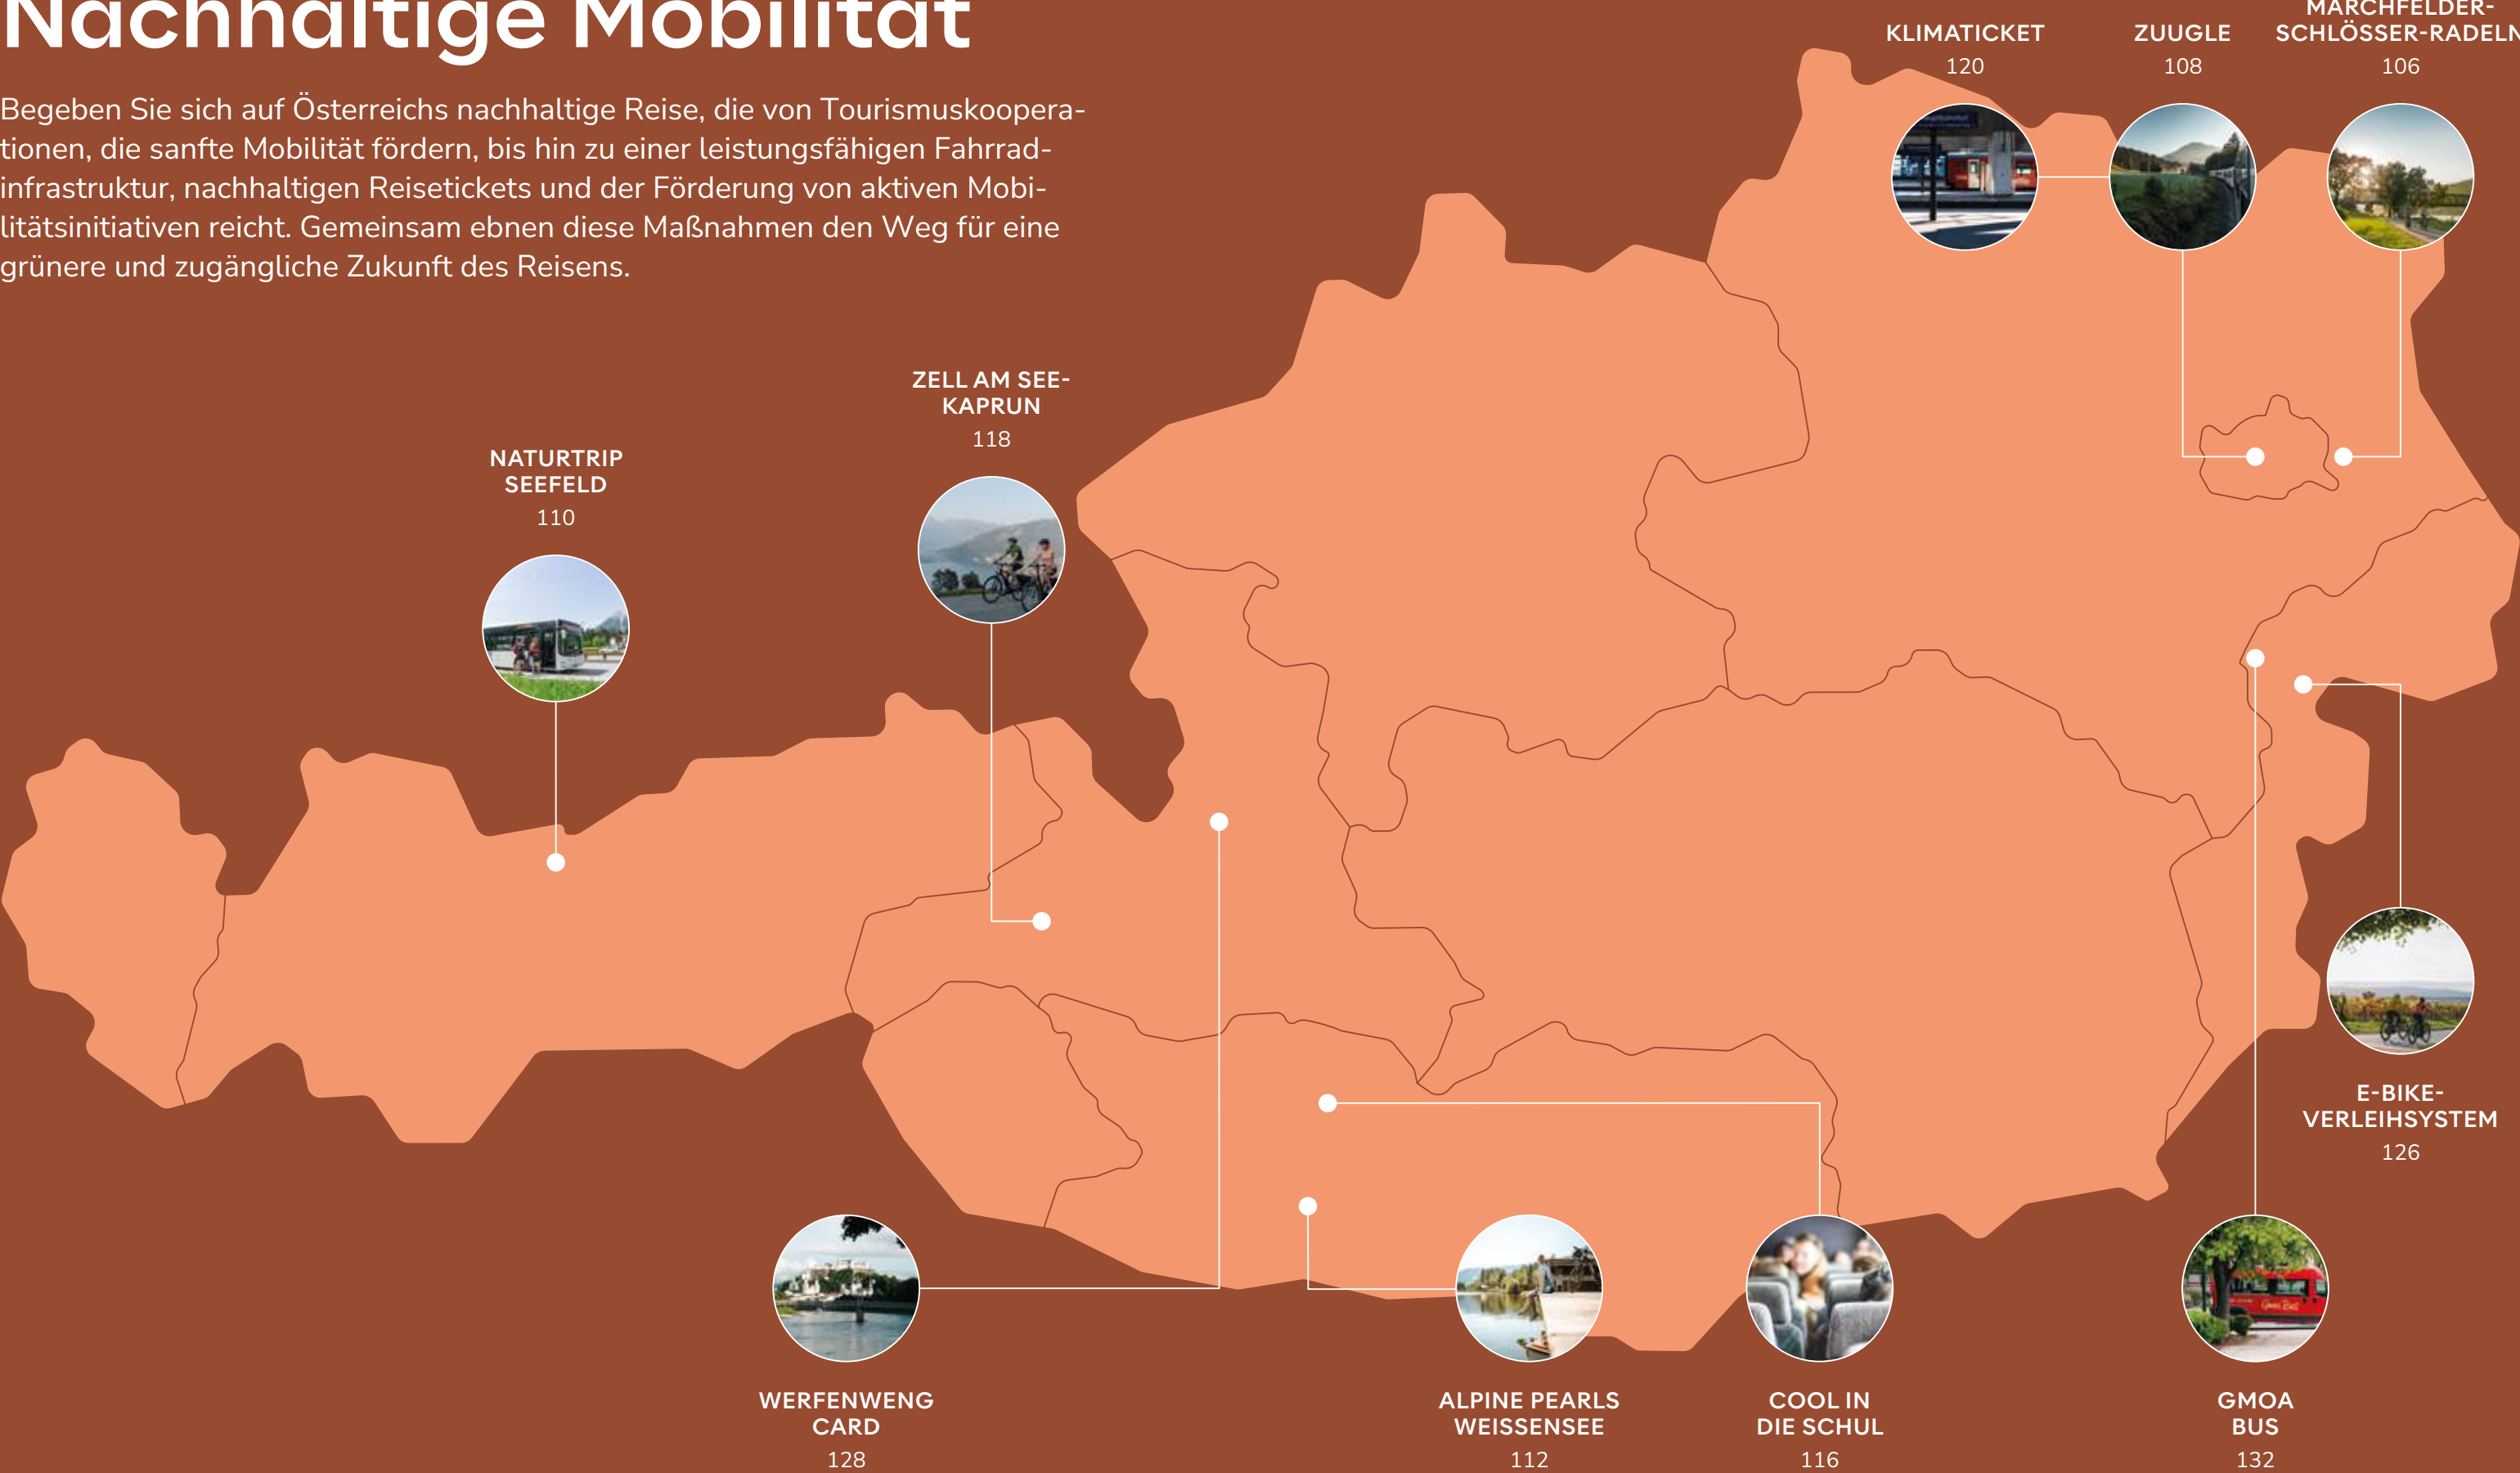 Nachhaltige Mobilität
Begeben Sie sich auf Österreichs nachhaltige Reise, die von Tourismuskoopera-
tionen, die sanfte Mobilität fördern, bis hin zu einer leistungsfähigen Fahrrad-
infrastruktur, nachhaltigen Reisetickets und der Förderung von aktiven Mobi-
litätsinitiativen reicht. Gemeinsam ebnen diese Maßnahmen den Weg für eine
grünere und zugängliche Zukunft des Reisens.
KLIMATICKET
120
ZUUGLE
108
MARCHFELDER-
SCHLÖSSER-RADELN
106
ZELL AM SEE-
KAPRUN
118
NATURTRIP
SEEFELD
110
E-BIKE-
VERLEIHSYSTEM
126
WERFENWENG
CARD
128
ALPINE PEARLS
WEISSENSEE
112
COOL IN
DIE SCHUL
116
Gmoa Bus
GMOA
BUS
132